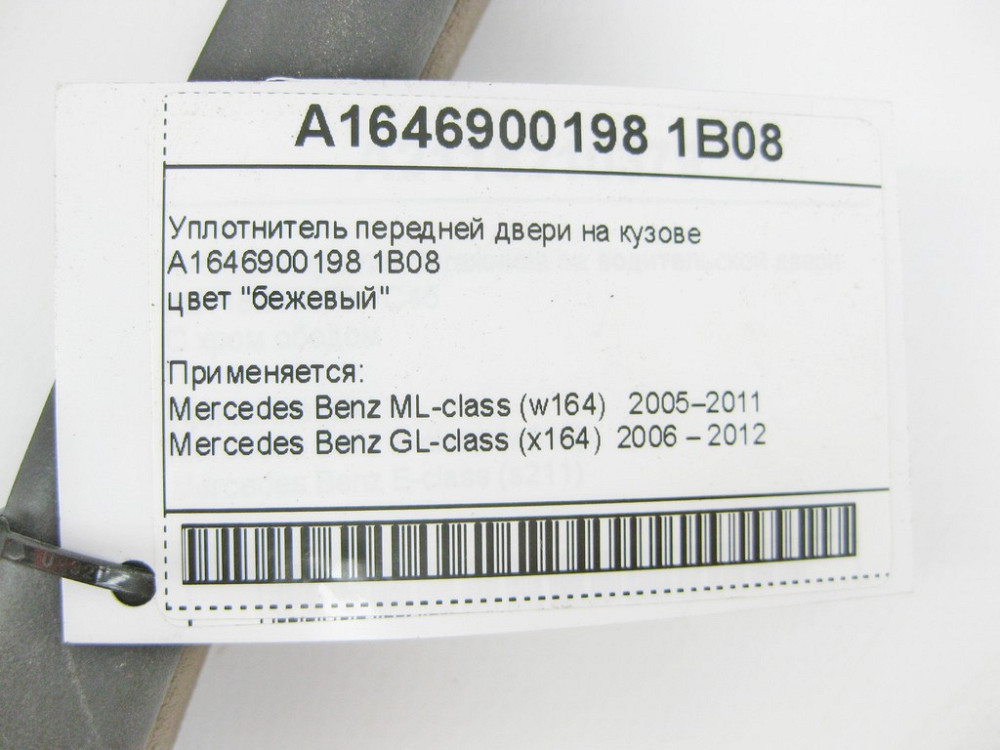 A1646900198 1B08
Уплотнитель передней двери на кузове
A1646900198 1B08
цвет "бежевый"
Применяется:
Mercedes Benz ML-class (w164) 2005–2011
Mercedes Benz GL-class (x164) 2006 – 2012